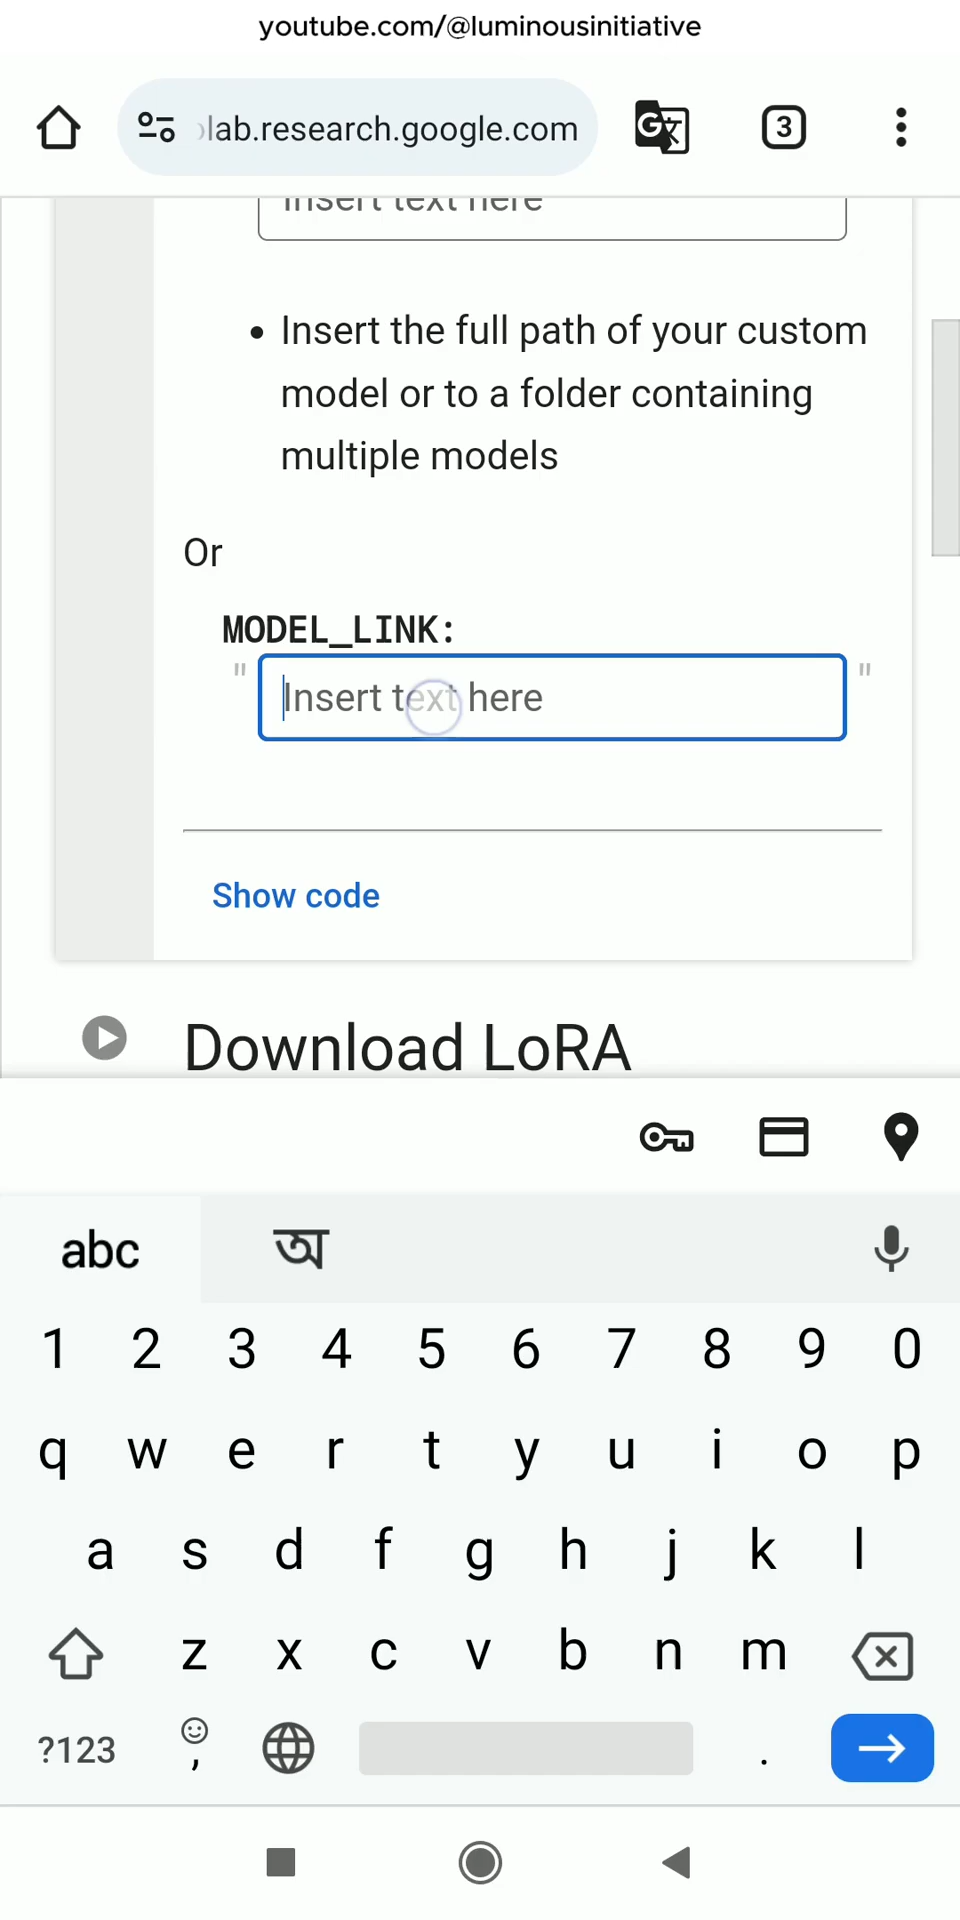 youtube.com/@luminousinitiative
lab.research.google.com
3
Insert text here
• Insert the full path of your custom
model or to a folder containing
multiple models
Or
MODEL_LINK:
" Insert text here "
Show code
Download LoRA
abc অ
1 2 3 4 5 6 7 8 9 0
q w e r t y u i o p
a s d f g h j k l
z x c v b n m
?123 , .